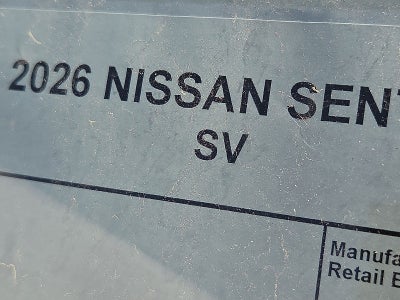 2026 NISSAN SENT
SV
Manufa
Retail E